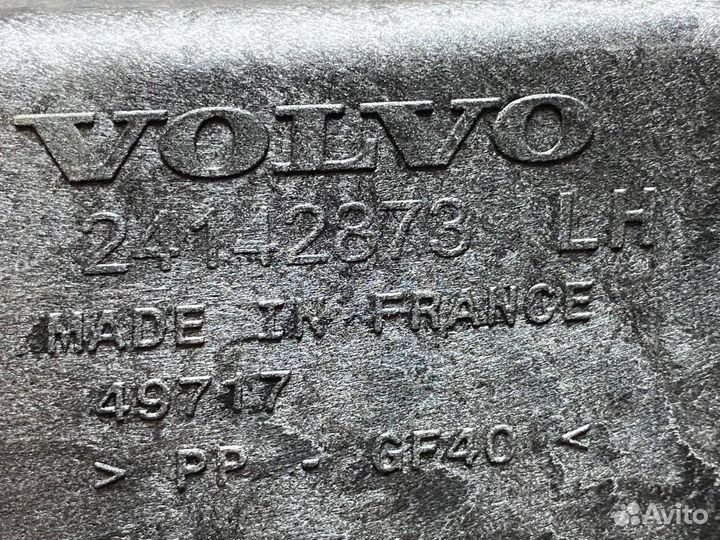 VOLVO
24142873 LH
MADE IN FRANCE
49717
> PP - GF40 <
Avito